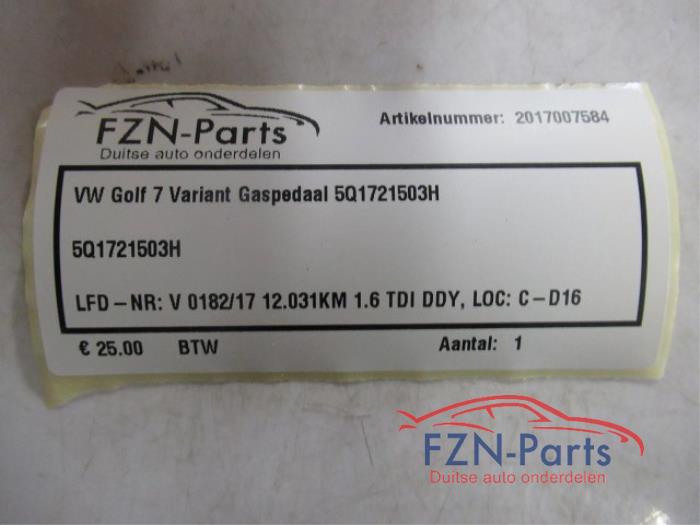 FZN-Parts
Duitse auto onderdelen
Artikelnummer: 2017007584
VW Golf 7 Variant Gaspedaal 5Q1721503H
5Q1721503H
LFD-NR: V 0182/17 12.031KM 1.6 TDI DDY, LOC: C-D16
€ 25.00 BTW Aantal: 1
FZN-Parts
Duitse auto onderdelen